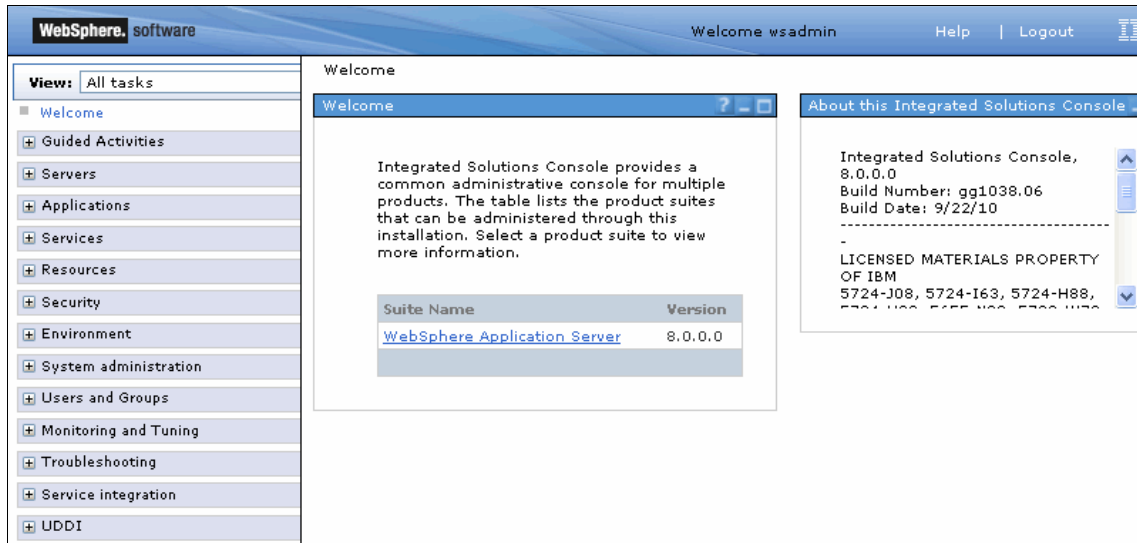 WebSphere. software
Welcome wsadmin
Help | Logout
View: All tasks
Welcome
Guided Activities
Servers
Applications
Services
Resources
Security
Environment
System administration
Users and Groups
Monitoring and Tuning
Troubleshooting
Service integration
UDDI
Welcome
Welcome
Integrated Solutions Console provides a
common administrative console for multiple
products. The table lists the product suites
that can be administered through this
installation. Select a product suite to view
more information.
Suite Name Version
WebSphere Application Server 8.0.0.0
About this Integrated Solutions Console
Integrated Solutions Console,
8.0.0.0
Build Number: gg1038.06
Build Date: 9/22/10
-------------------------------------
-
LICENSED MATERIALS PROPERTY
OF IBM
5724-J08, 5724-I63, 5724-H88,